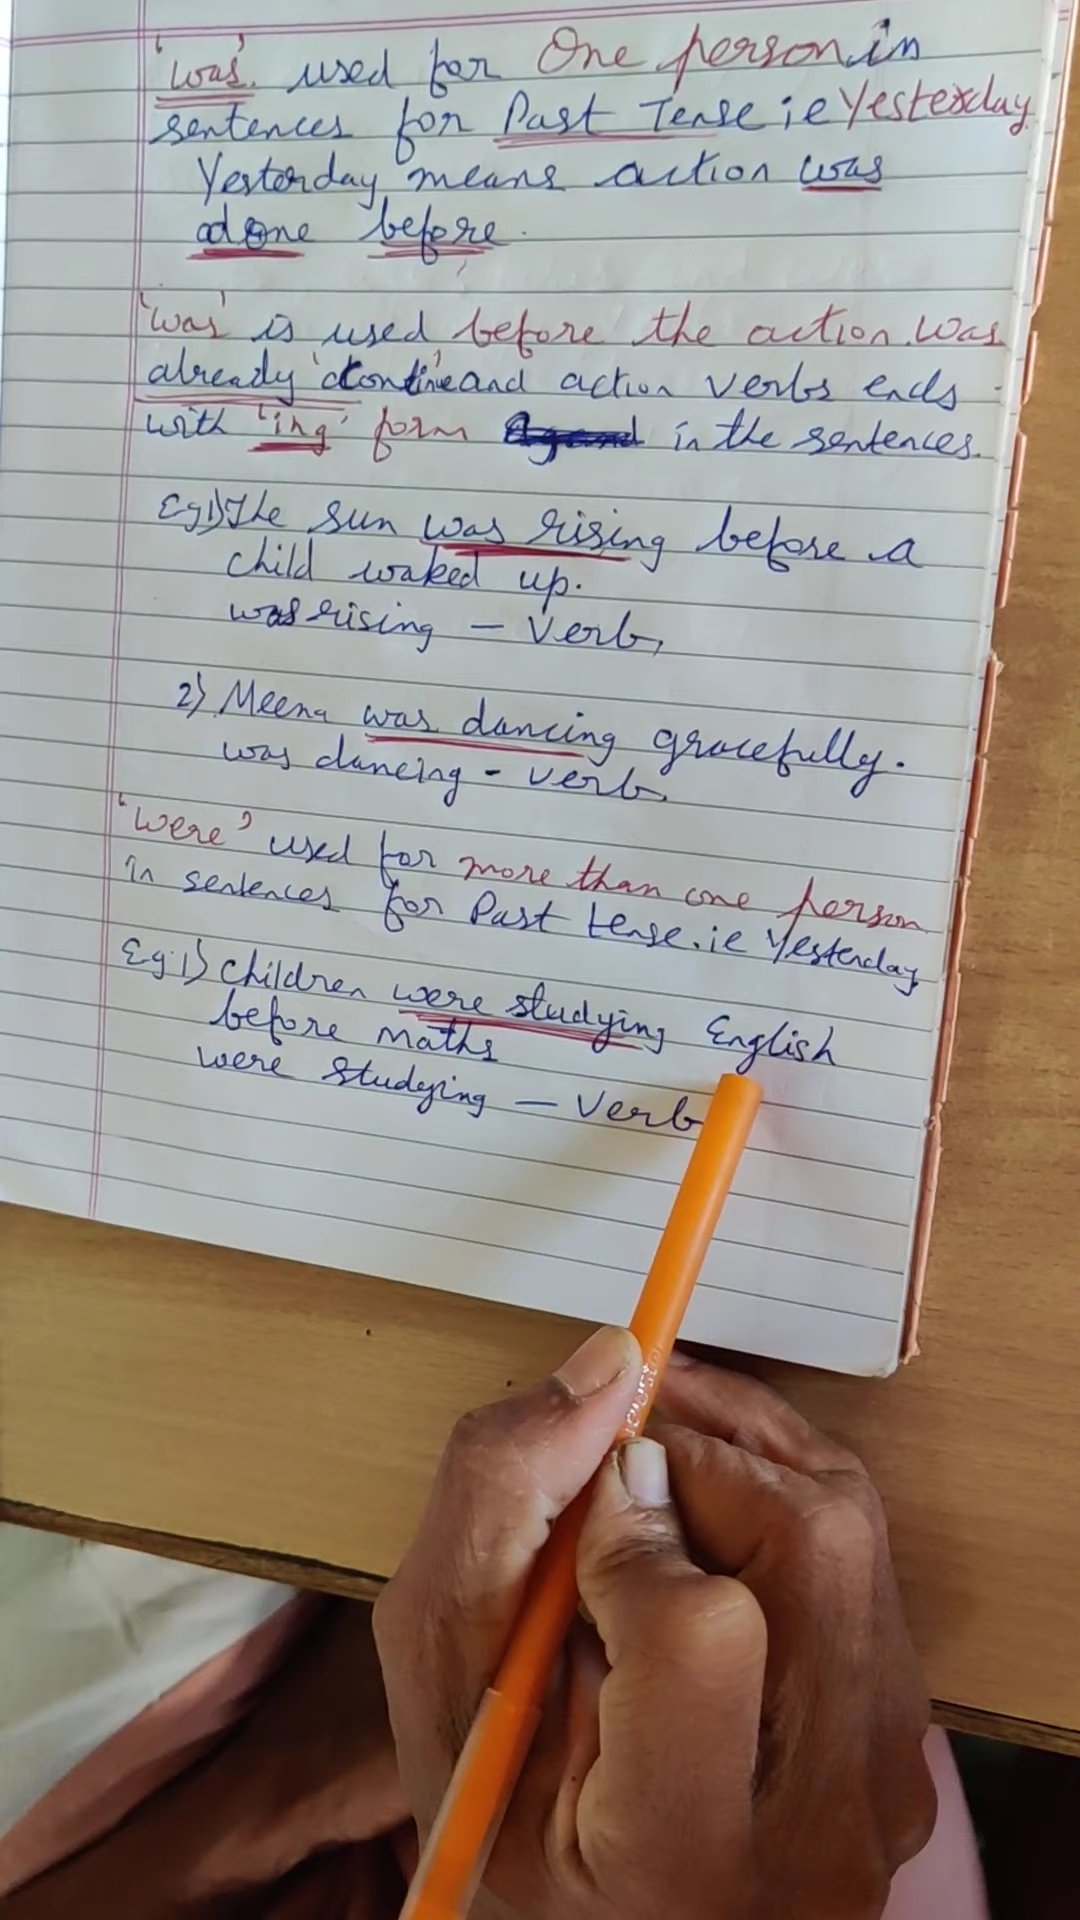 'was' used for One person in
sentences for Past Tense ie Yesterday
Yesterday means action was
done before.
'was' is used before the action was
already 'continue' and action verbs ends
with 'ing' form in the sentences.
Eg1) The sun was rising before a
child waked up.
was rising – Verb,
2) Meena was dancing gracefully.
was dancing - verb.
'were' used for more than one person
in sentences for Past tense. ie Yesterday
Eg:1) Children were studying English
before maths
were studying – Verb